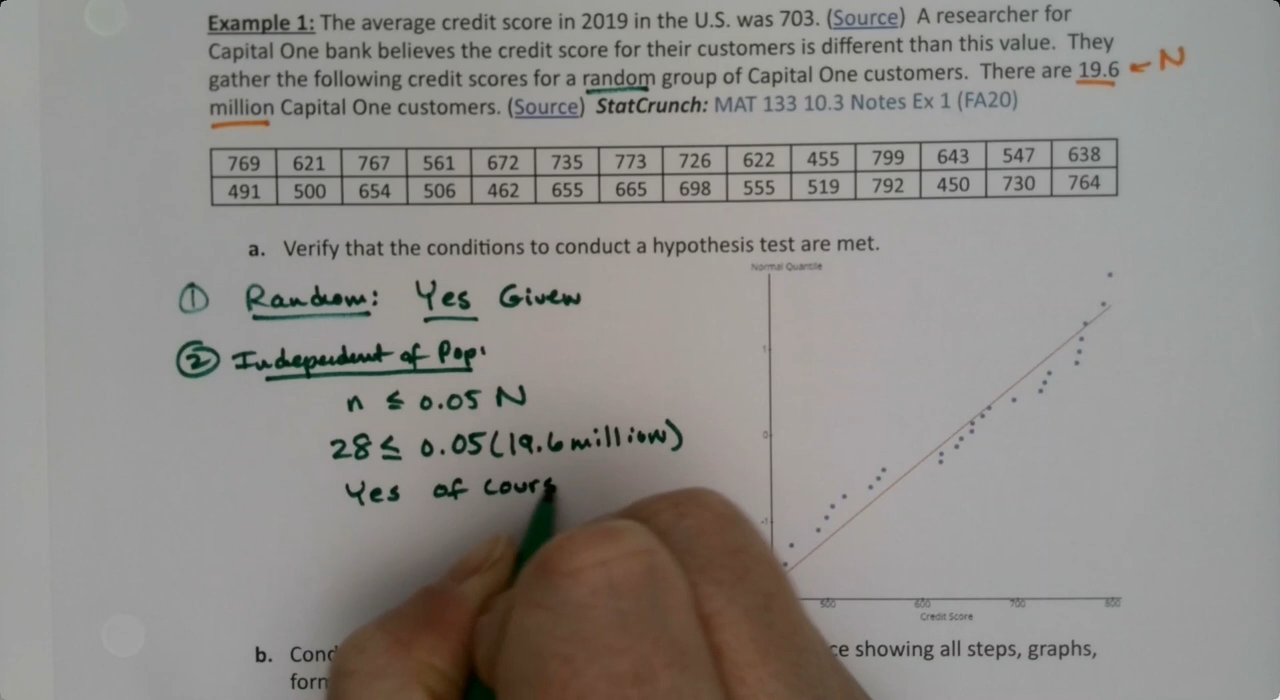 Example 1: The average credit score in 2019 in the U.S. was 703. (Source) A researcher for
Capital One bank believes the credit score for their customers is different than this value. They
gather the following credit scores for a random group of Capital One customers. There are 19.6 ← N
million Capital One customers. (Source) StatCrunch: MAT 133 10.3 Notes Ex 1 (FA20)
769 621 767 561 672 735 773 726 622 455 799 643 547 638
491 500 654 506 462 655 665 698 555 519 792 450 730 764
a. Verify that the conditions to conduct a hypothesis test are met.
Normal Quantile
① Random: Yes Given
② Independent of Pop:
n ≤ 0.05 N
28 ≤ 0.05(19.6 million)
Yes of cours
1
0
-1
500 600 700 800
Credit Score
b. Cond
ce showing all steps, graphs,
form